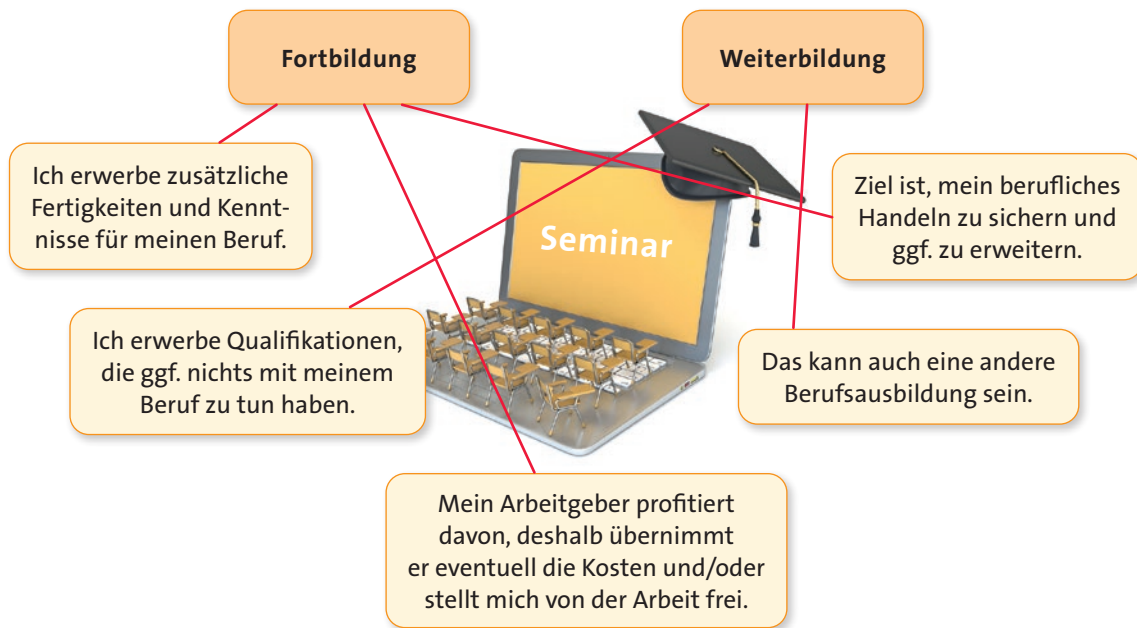 Fortbildung
Weiterbildung
Ich erwerbe zusätzliche
Fertigkeiten und Kennt-
nisse für meinen Beruf.
Seminar
Ziel ist, mein berufliches
Handeln zu sichern und
ggf. zu erweitern.
Ich erwerbe Qualifikationen,
die ggf. nichts mit meinem
Beruf zu tun haben.
Das kann auch eine andere
Berufsausbildung sein.
Mein Arbeitgeber profitiert
davon, deshalb übernimmt
er eventuell die Kosten und/oder
stellt mich von der Arbeit frei.